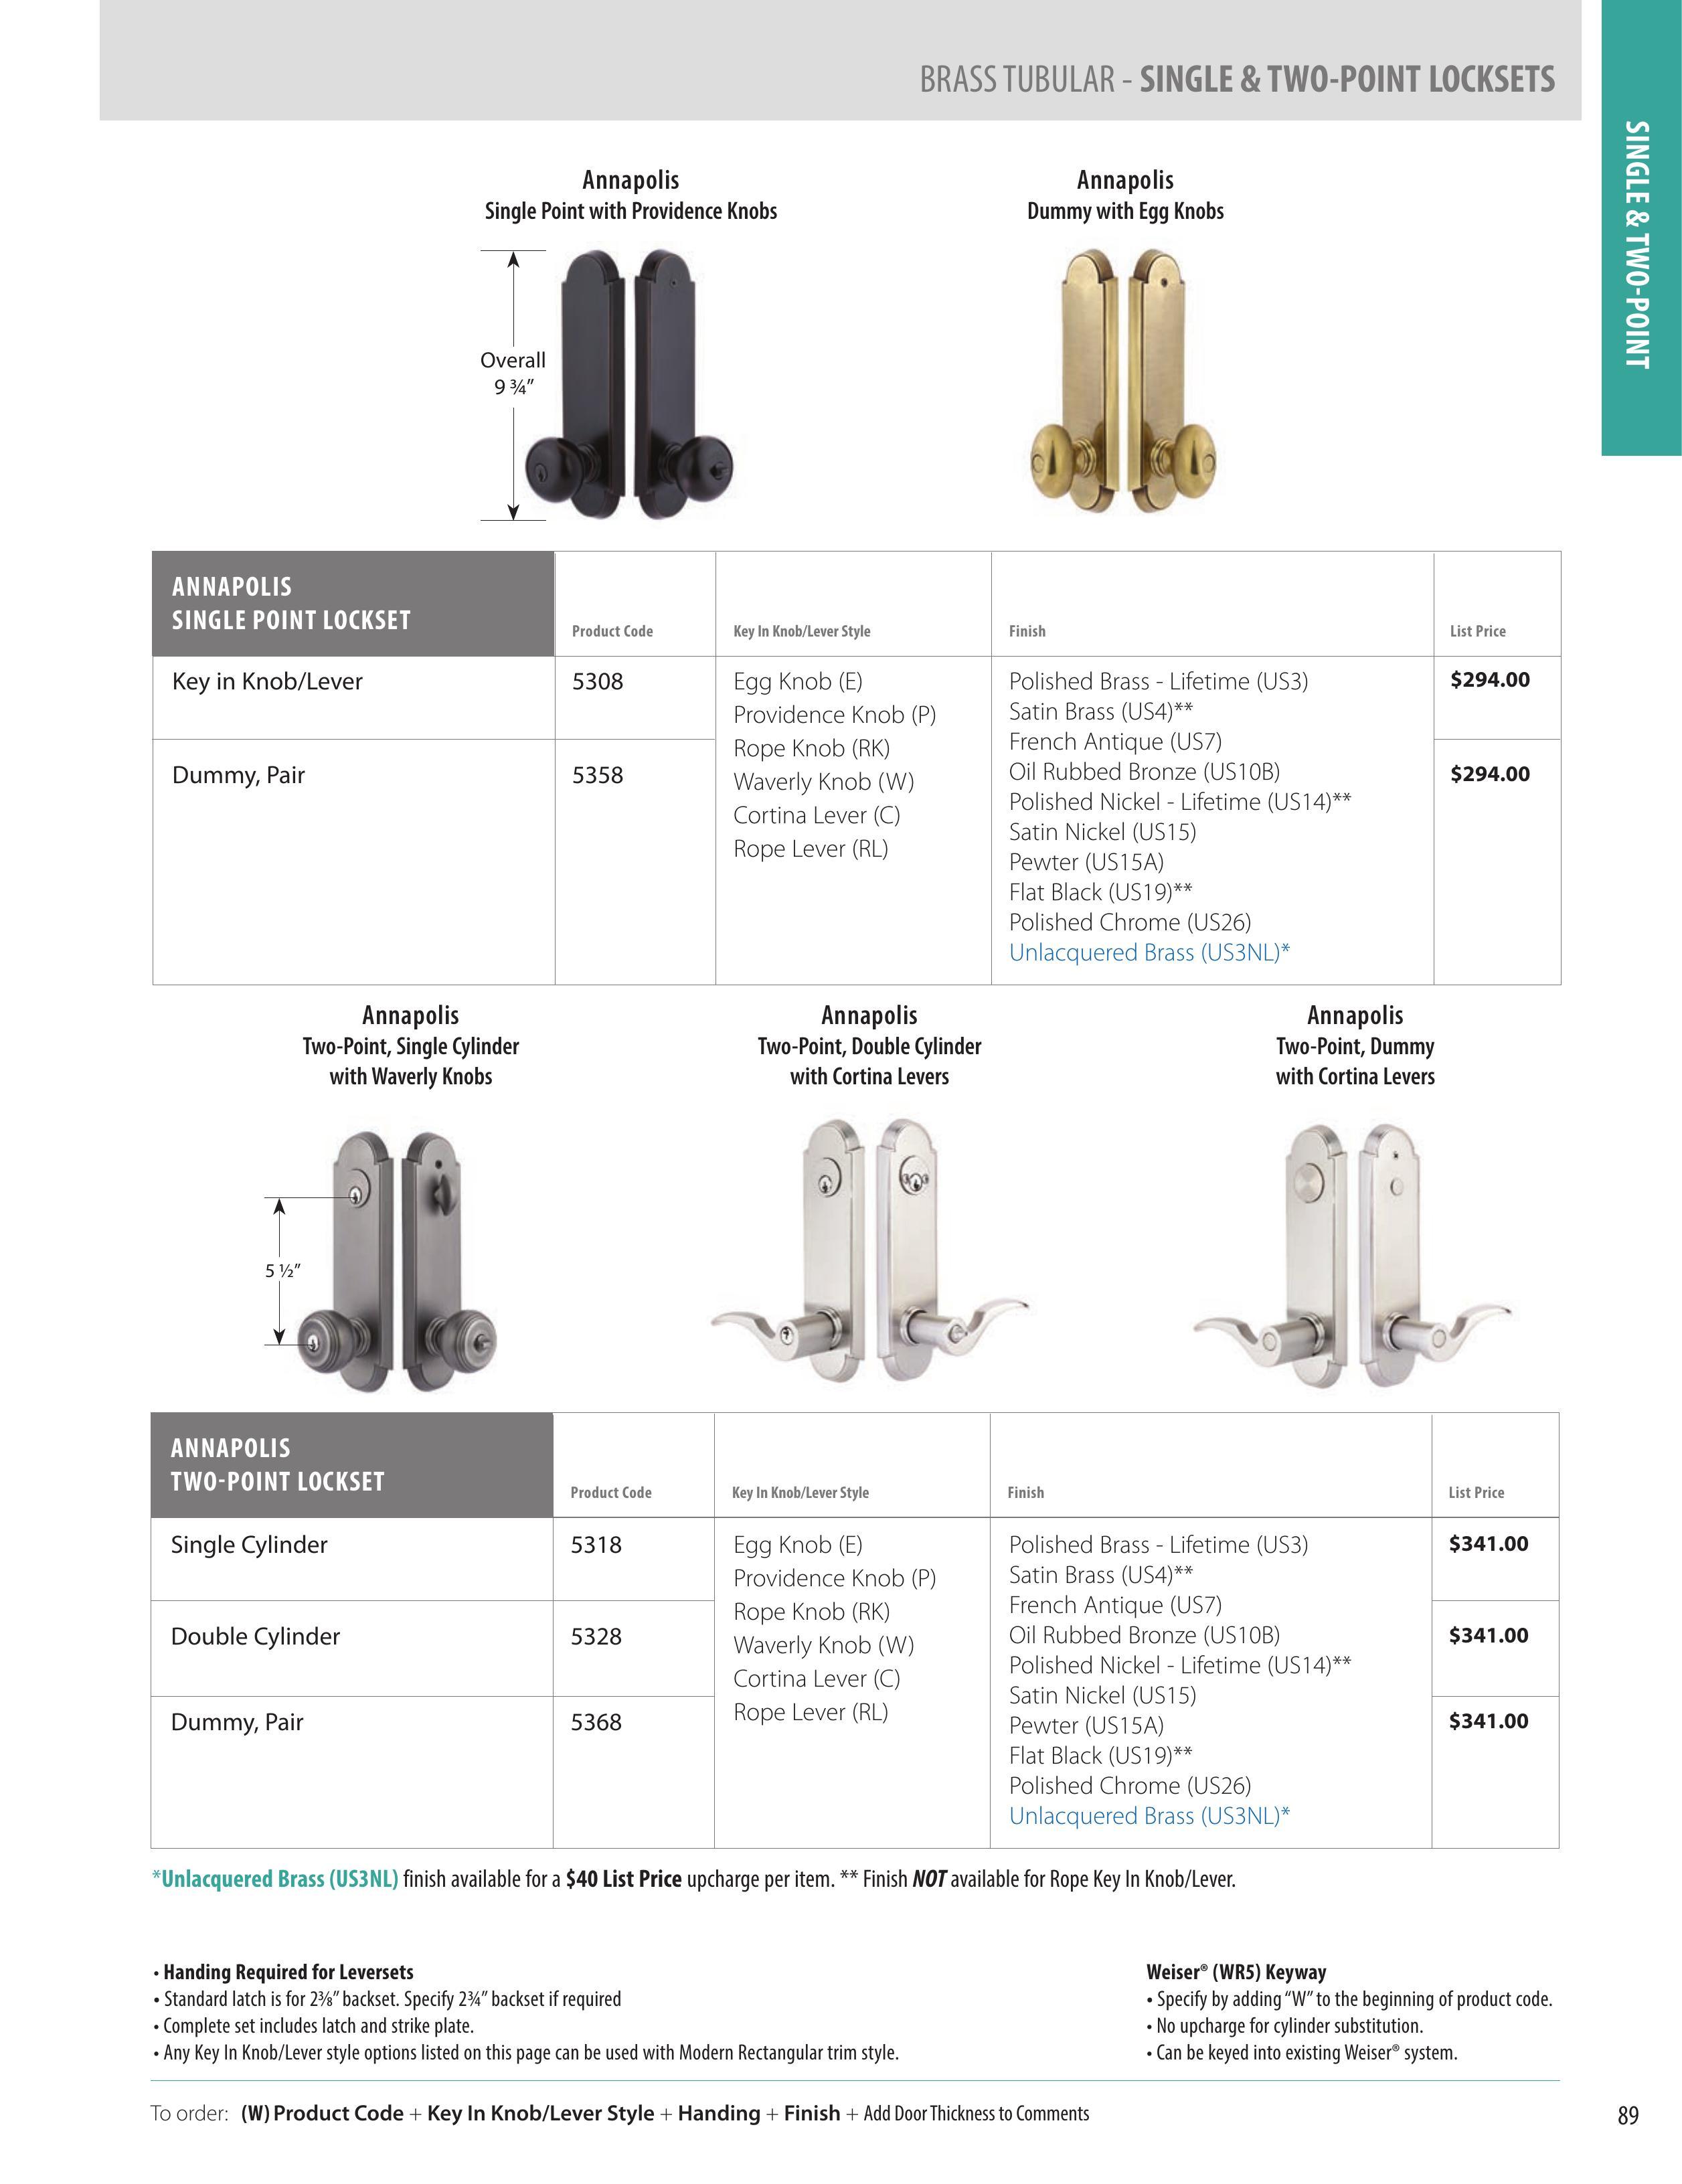 BRASS TUBULAR - SINGLE & TWO-POINT LOCKSETS
SINGLE & TWO-POINT
Annapolis
Single Point with Providence Knobs
Annapolis
Dummy with Egg Knobs
Overall
9 ¾”
ANNAPOLIS
SINGLE POINT LOCKSET
Product Code
Key In Knob/Lever Style
Finish
List Price
Key in Knob/Lever
5308
Dummy, Pair
5358
Egg Knob (E)
Providence Knob (P)
Rope Knob (RK)
Waverly Knob (W)
Cortina Lever (C)
Rope Lever (RL)
Polished Brass - Lifetime (US3)
Satin Brass (US4)**
French Antique (US7)
Oil Rubbed Bronze (US10B)
Polished Nickel - Lifetime (US14)**
Satin Nickel (US15)
Pewter (US15A)
Flat Black (US19)**
Polished Chrome (US26)
Unlacquered Brass (US3NL)*
$294.00
$294.00
Annapolis
Two-Point, Single Cylinder
with Waverly Knobs
Annapolis
Two-Point, Double Cylinder
with Cortina Levers
Annapolis
Two-Point, Dummy
with Cortina Levers
5 ½”
ANNAPOLIS
TWO-POINT LOCKSET
Product Code
Key In Knob/Lever Style
Finish
List Price
Single Cylinder
5318
Double Cylinder
5328
Dummy, Pair
5368
Egg Knob (E)
Providence Knob (P)
Rope Knob (RK)
Waverly Knob (W)
Cortina Lever (C)
Rope Lever (RL)
Polished Brass - Lifetime (US3)
Satin Brass (US4)**
French Antique (US7)
Oil Rubbed Bronze (US10B)
Polished Nickel - Lifetime (US14)**
Satin Nickel (US15)
Pewter (US15A)
Flat Black (US19)**
Polished Chrome (US26)
Unlacquered Brass (US3NL)*
$341.00
$341.00
$341.00
*Unlacquered Brass (US3NL) finish available for a $40 List Price upcharge per item. ** Finish NOT available for Rope Key In Knob/Lever.
• Handing Required for Leversets
• Standard latch is for 2⅜” backset. Specify 2¾” backset if required
• Complete set includes latch and strike plate.
• Any Key In Knob/Lever style options listed on this page can be used with Modern Rectangular trim style.
Weiser® (WR5) Keyway
• Specify by adding “W” to the beginning of product code.
• No upcharge for cylinder substitution.
• Can be keyed into existing Weiser® system.
To order: (W) Product Code + Key In Knob/Lever Style + Handing + Finish + Add Door Thickness to Comments
89